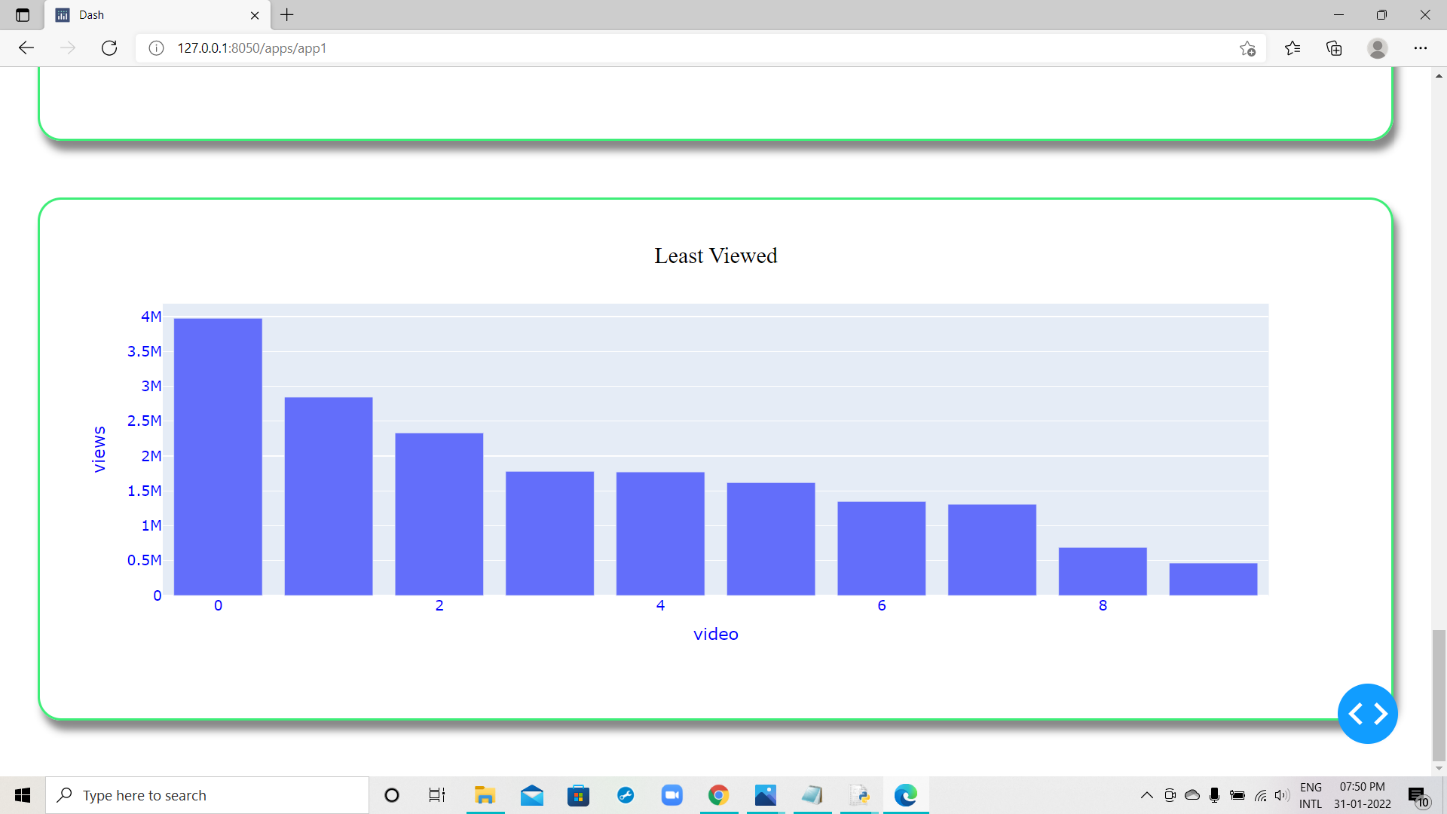 Dash
127.0.0.1:8050/apps/app1
Least Viewed
4M
3.5M
3M
2.5M
2M
1.5M
1M
0.5M
0
views
0 2 4 6 8
video
Type here to search
ENG
INTL
07:50 PM
31-01-2022
10